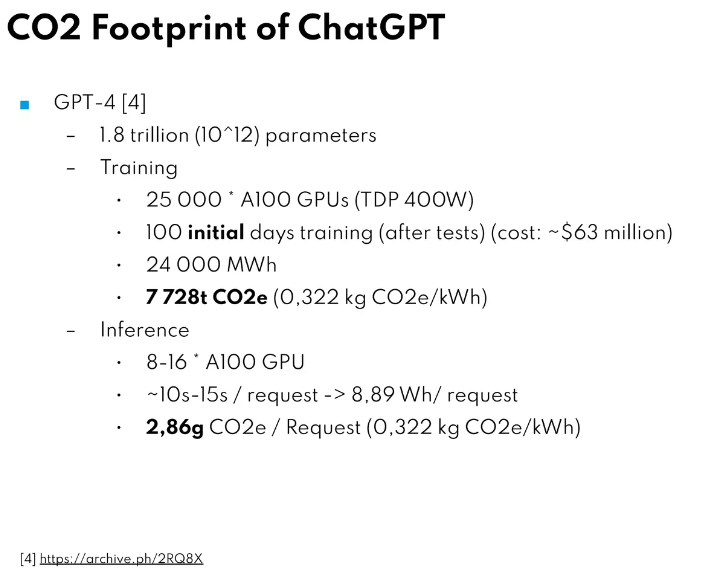 CO2 Footprint of ChatGPT
GPT-4 [4]
– 1.8 trillion (10^12) parameters
– Training
• 25 000 * A100 GPUs (TDP 400W)
• 100 initial days training (after tests) (cost: ~$63 million)
• 24 000 MWh
• 7 728t CO2e (0,322 kg CO2e/kWh)
– Inference
• 8-16 * A100 GPU
• ~10s-15s / request -> 8,89 Wh/ request
• 2,86g CO2e / Request (0,322 kg CO2e/kWh)
[4] https://archive.ph/2RQ8X